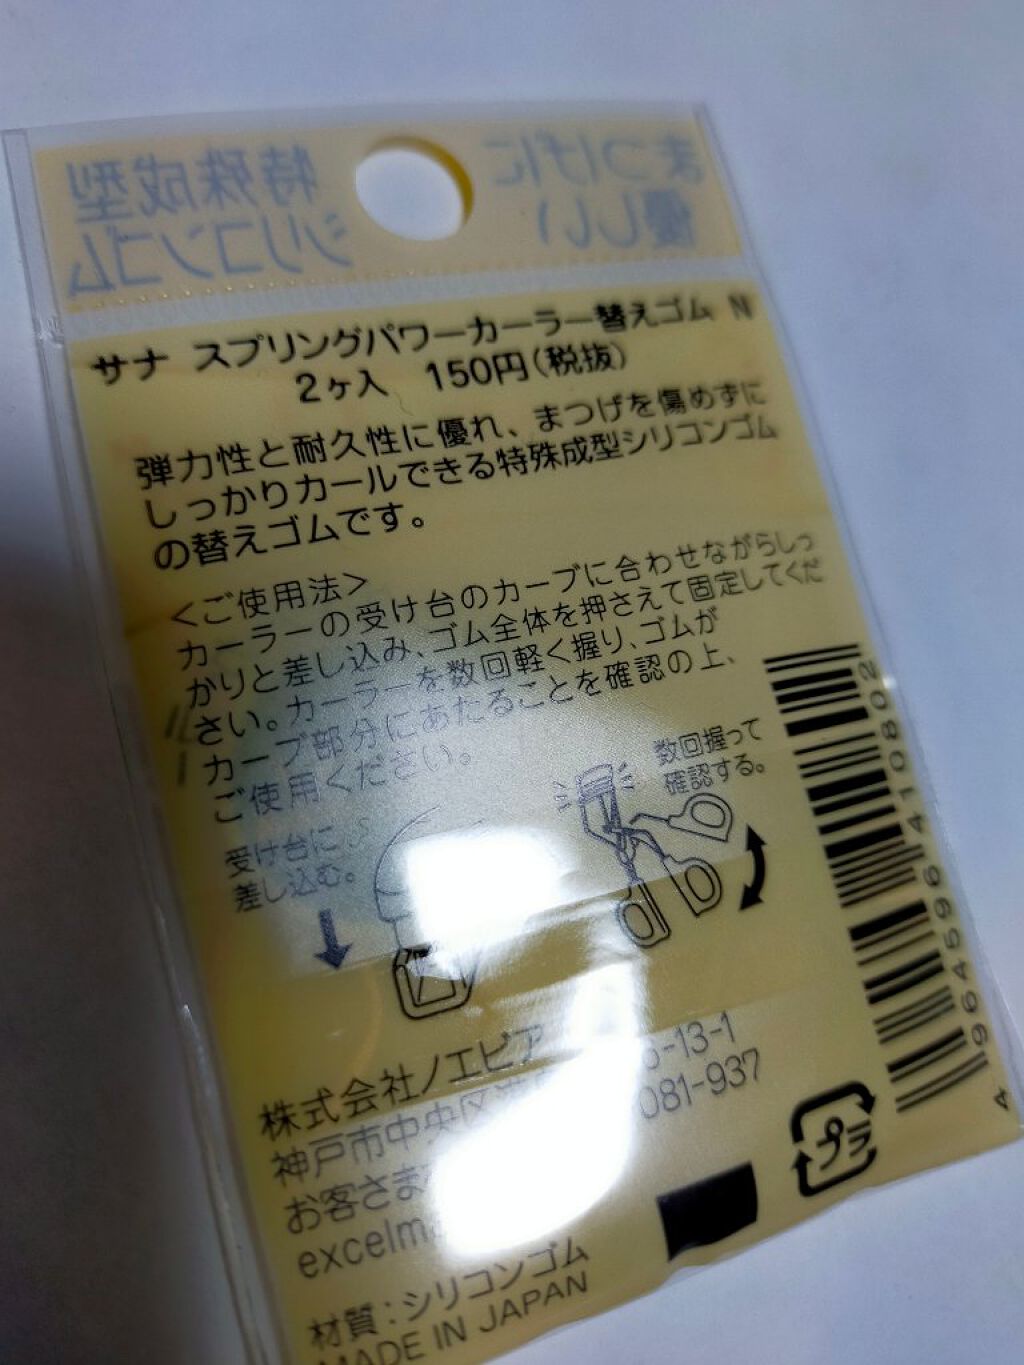 まつげに
優しい
特殊成型
シリコンゴム
サナ スプリングパワーカーラー替えゴム N
2ヶ入 150円(税抜)
弾力性と耐久性に優れ、まつげを傷めずに
しっかりカールできる特殊成型シリコンゴム
の替えゴムです。
<ご使用法>
カーラーの受け台のカーブに合わせながらしっ
かりと差し込み、ゴム全体を押さえて固定してくだ
さい。カーラーを数回軽く握り、ゴムが
カーブ部分にあたることを確認の上、
ご使用ください。
受け台に
差し込む。
数回握って
確認する。
株式会社ノエビア
神戸市中央区 -13-1
お客さま 081-937
excelma
材質:シリコンゴム
MADE IN JAPAN
プラ
4 964596 410802